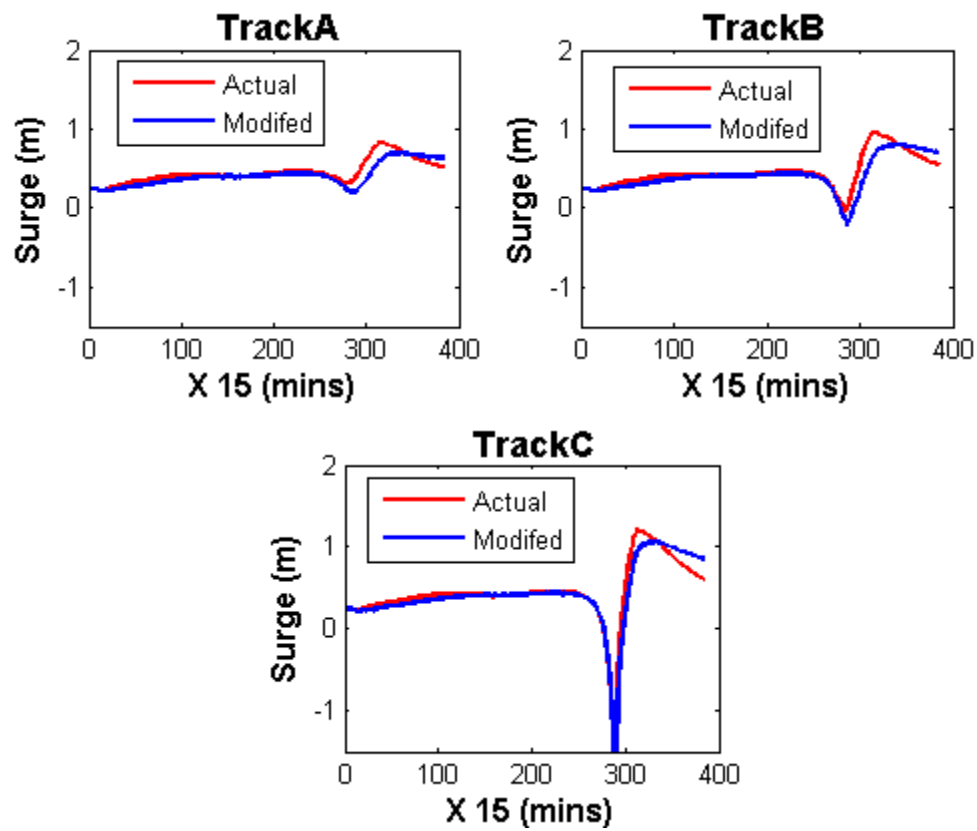 TrackA
2
1
0
-1
Surge (m)
Actual
Modifed
0 100 200 300 400
X 15 (mins)
TrackB
2
1
0
-1
Surge (m)
Actual
Modifed
0 100 200 300 400
X 15 (mins)
TrackC
2
1
0
-1
Surge (m)
Actual
Modifed
0 100 200 300 400
X 15 (mins)